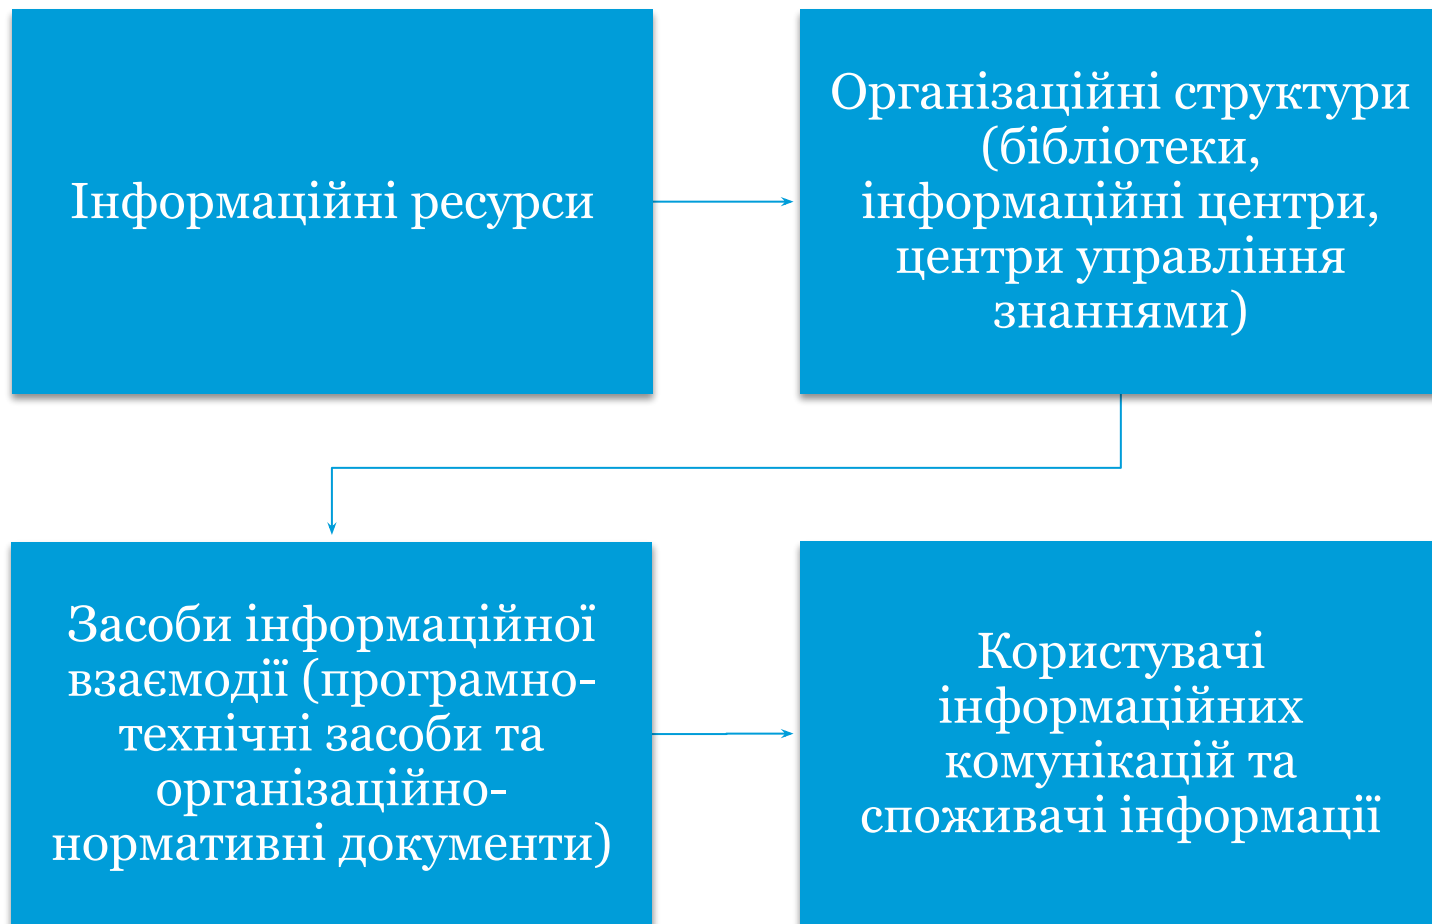 Інформаційні ресурси
Організаційні структури
(бібліотеки,
інформаційні центри,
центри управління
знаннями)
Засоби інформаційної
взаємодії (програмно-
технічні засоби та
організаційно-
нормативні документи)
Користувачі
інформаційних
комунікацій та
споживачі інформації